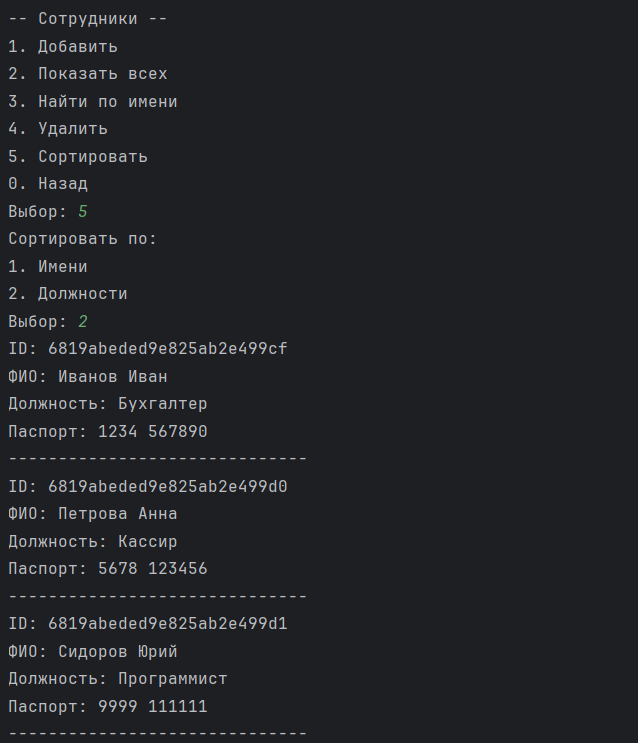 -- Сотрудники --
1. Добавить
2. Показать всех
3. Найти по имени
4. Удалить
5. Сортировать
0. Назад
Выбор: 5
Сортировать по:
1. Имени
2. Должности
Выбор: 2
ID: 6819abeded9e825ab2e499cf
ФИО: Иванов Иван
Должность: Бухгалтер
Паспорт: 1234 567890
------------------------------
ID: 6819abeded9e825ab2e499d0
ФИО: Петрова Анна
Должность: Кассир
Паспорт: 5678 123456
------------------------------
ID: 6819abeded9e825ab2e499d1
ФИО: Сидоров Юрий
Должность: Программист
Паспорт: 9999 111111
------------------------------